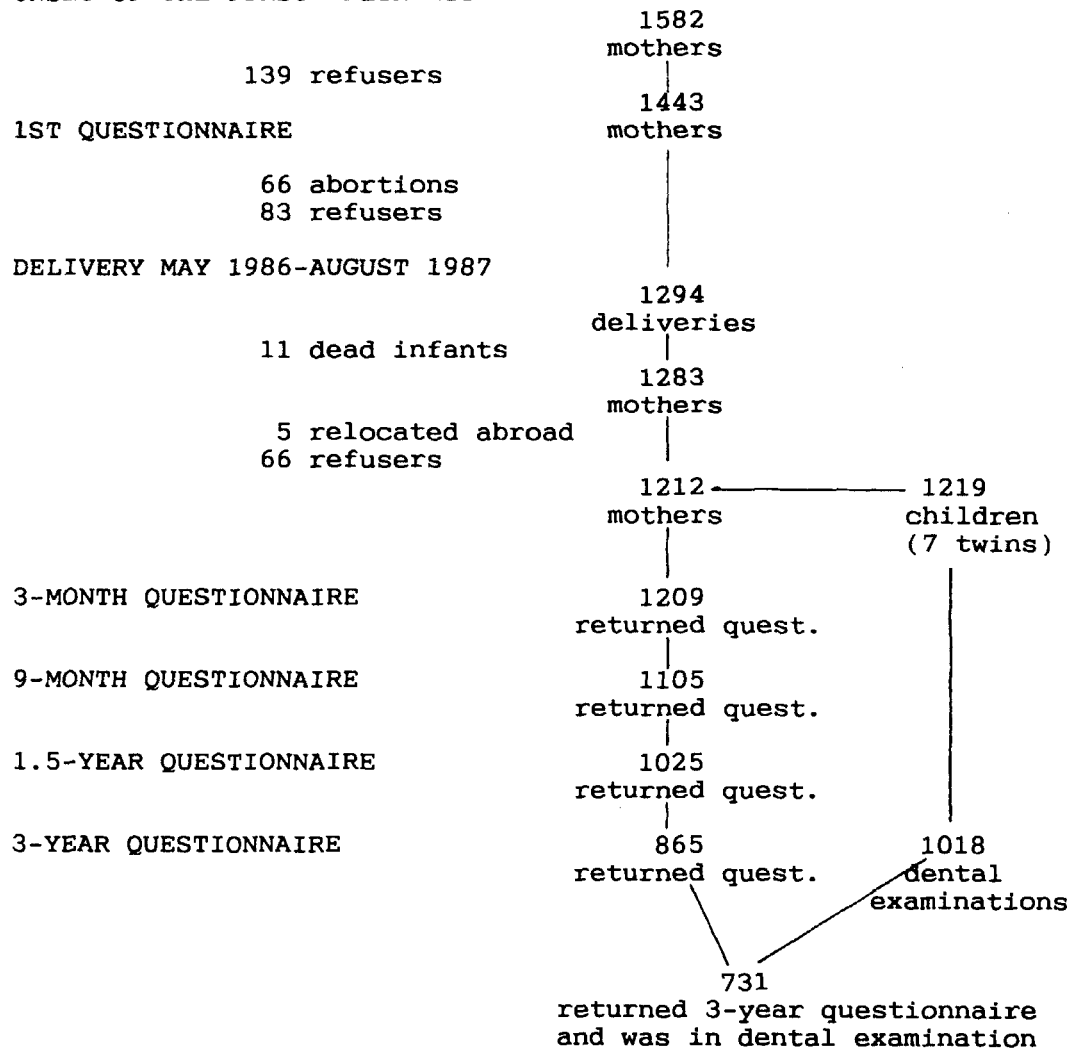 1582
mothers
139 refusers
1443
1ST QUESTIONNAIRE mothers
66 abortions
83 refusers
DELIVERY MAY 1986-AUGUST 1987
1294
deliveries
11 dead infants
1283
mothers
5 relocated abroad
66 refusers
1212 1219
mothers children
(7 twins)
3-MONTH QUESTIONNAIRE 1209
returned quest.
9-MONTH QUESTIONNAIRE 1105
returned quest.
1.5-YEAR QUESTIONNAIRE 1025
returned quest.
3-YEAR QUESTIONNAIRE 865 1018
returned quest. dental
examinations
731
returned 3-year questionnaire
and was in dental examination